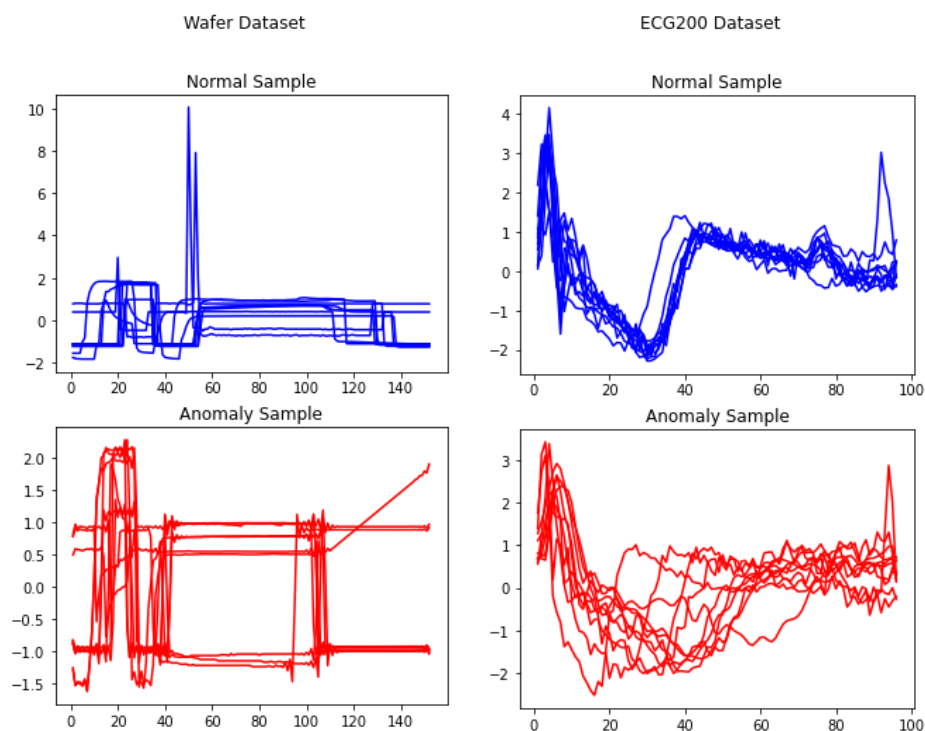 Wafer Dataset
ECG200 Dataset
Normal Sample
10
8
6
4
2
0
−2
0 20 40 60 80 100 120 140
Normal Sample
4
3
2
1
0
−1
−2
0 20 40 60 80 100
Anomaly Sample
2.0
1.5
1.0
0.5
0.0
−0.5
−1.0
−1.5
0 20 40 60 80 100 120 140
Anomaly Sample
3
2
1
0
−1
−2
0 20 40 60 80 100